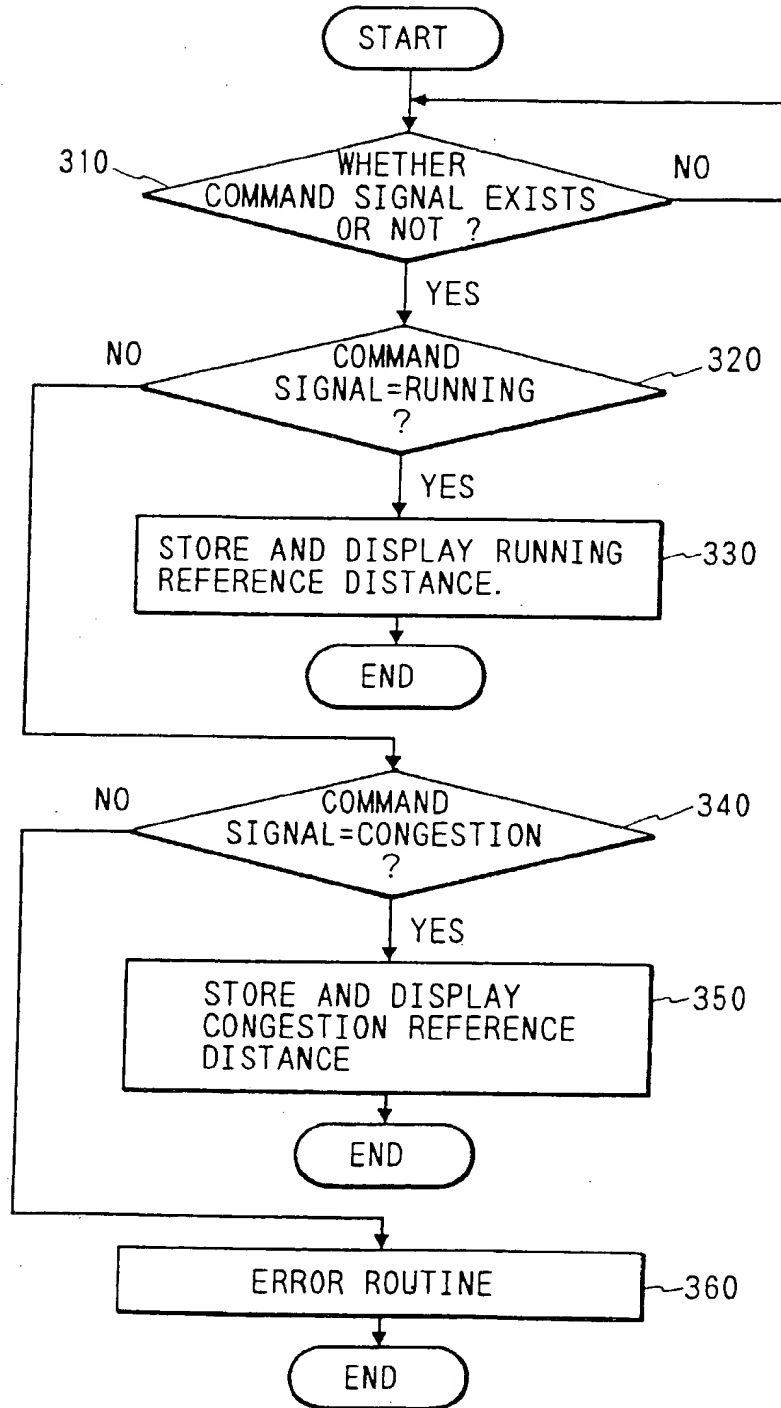 START
310
WHETHER
COMMAND SIGNAL EXISTS
OR NOT ?
NO
YES
NO
COMMAND
SIGNAL=RUNNING
?
320
YES
STORE AND DISPLAY RUNNING
REFERENCE DISTANCE.
330
END
NO
COMMAND
SIGNAL=CONGESTION
?
340
YES
STORE AND DISPLAY
CONGESTION REFERENCE
DISTANCE
350
END
ERROR ROUTINE
360
END